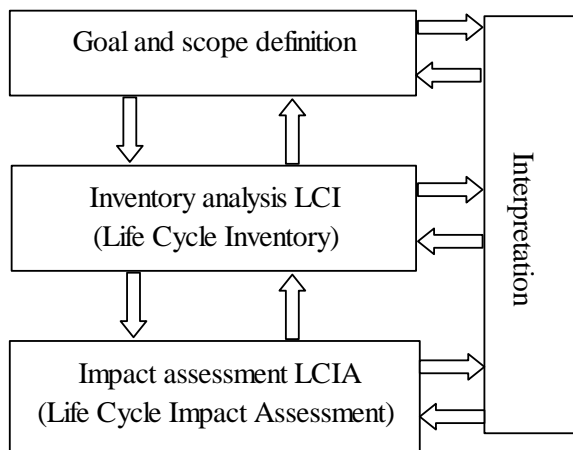 Goal and scope definition
Inventory analysis LCI
(Life Cycle Inventory)
Impact assessment LCIA
(Life Cycle Impact Assessment)
Interpretation